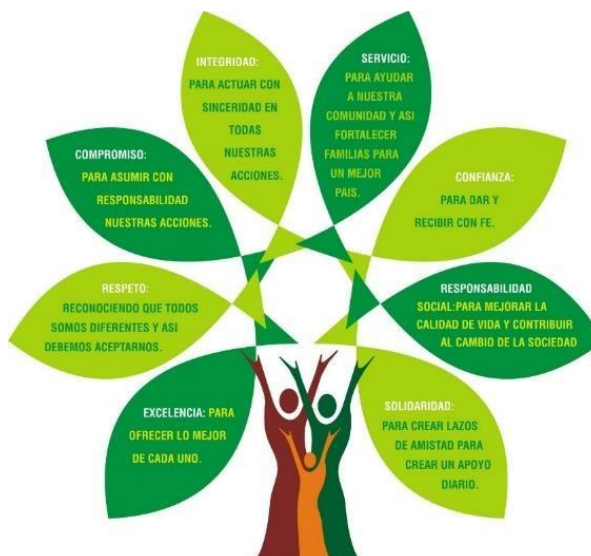 INTEGRIDAD:
PARA ACTUAR CON
SINCERIDAD EN
TODAS
NUESTRAS
ACCIONES.
SERVICIO:
PARA AYUDAR
A NUESTRA
COMUNIDAD Y ASI
FORTALECER
FAMILIAS PARA
UN MEJOR
PAIS.
COMPROMISO:
PARA ASUMIR CON
RESPONSABILIDAD
NUESTRAS ACCIONES.
CONFIANZA:
PARA DAR Y
RECIBIR CON FE.
RESPETO:
RECONOCIENDO QUE TODOS
SOMOS DIFERENTES Y ASI
DEBEMOS ACEPTARNOS.
RESPONSABILIDAD
SOCIAL:PARA MEJORAR LA
CALIDAD DE VIDA Y CONTRIBUIR
AL CAMBIO DE LA SOCIEDAD
EXCELENCIA: PARA
OFRECER LO MEJOR
DE CADA UNO.
SOLIDARIDAD:
PARA CREAR LAZOS
DE AMISTAD PARA
CREAR UN APOYO
DIARIO.